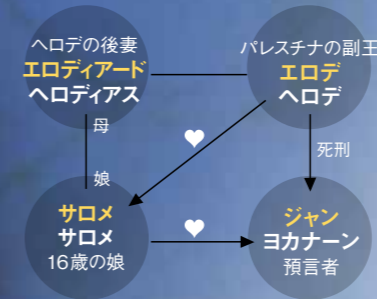 ヘロデの後妻
エロディアード
ヘロディアス
パレスチナの副王
エロデ
ヘロデ
母
娘
死刑
サロメ
サロメ
16歳の娘
ジャン
ヨカナーン
預言者